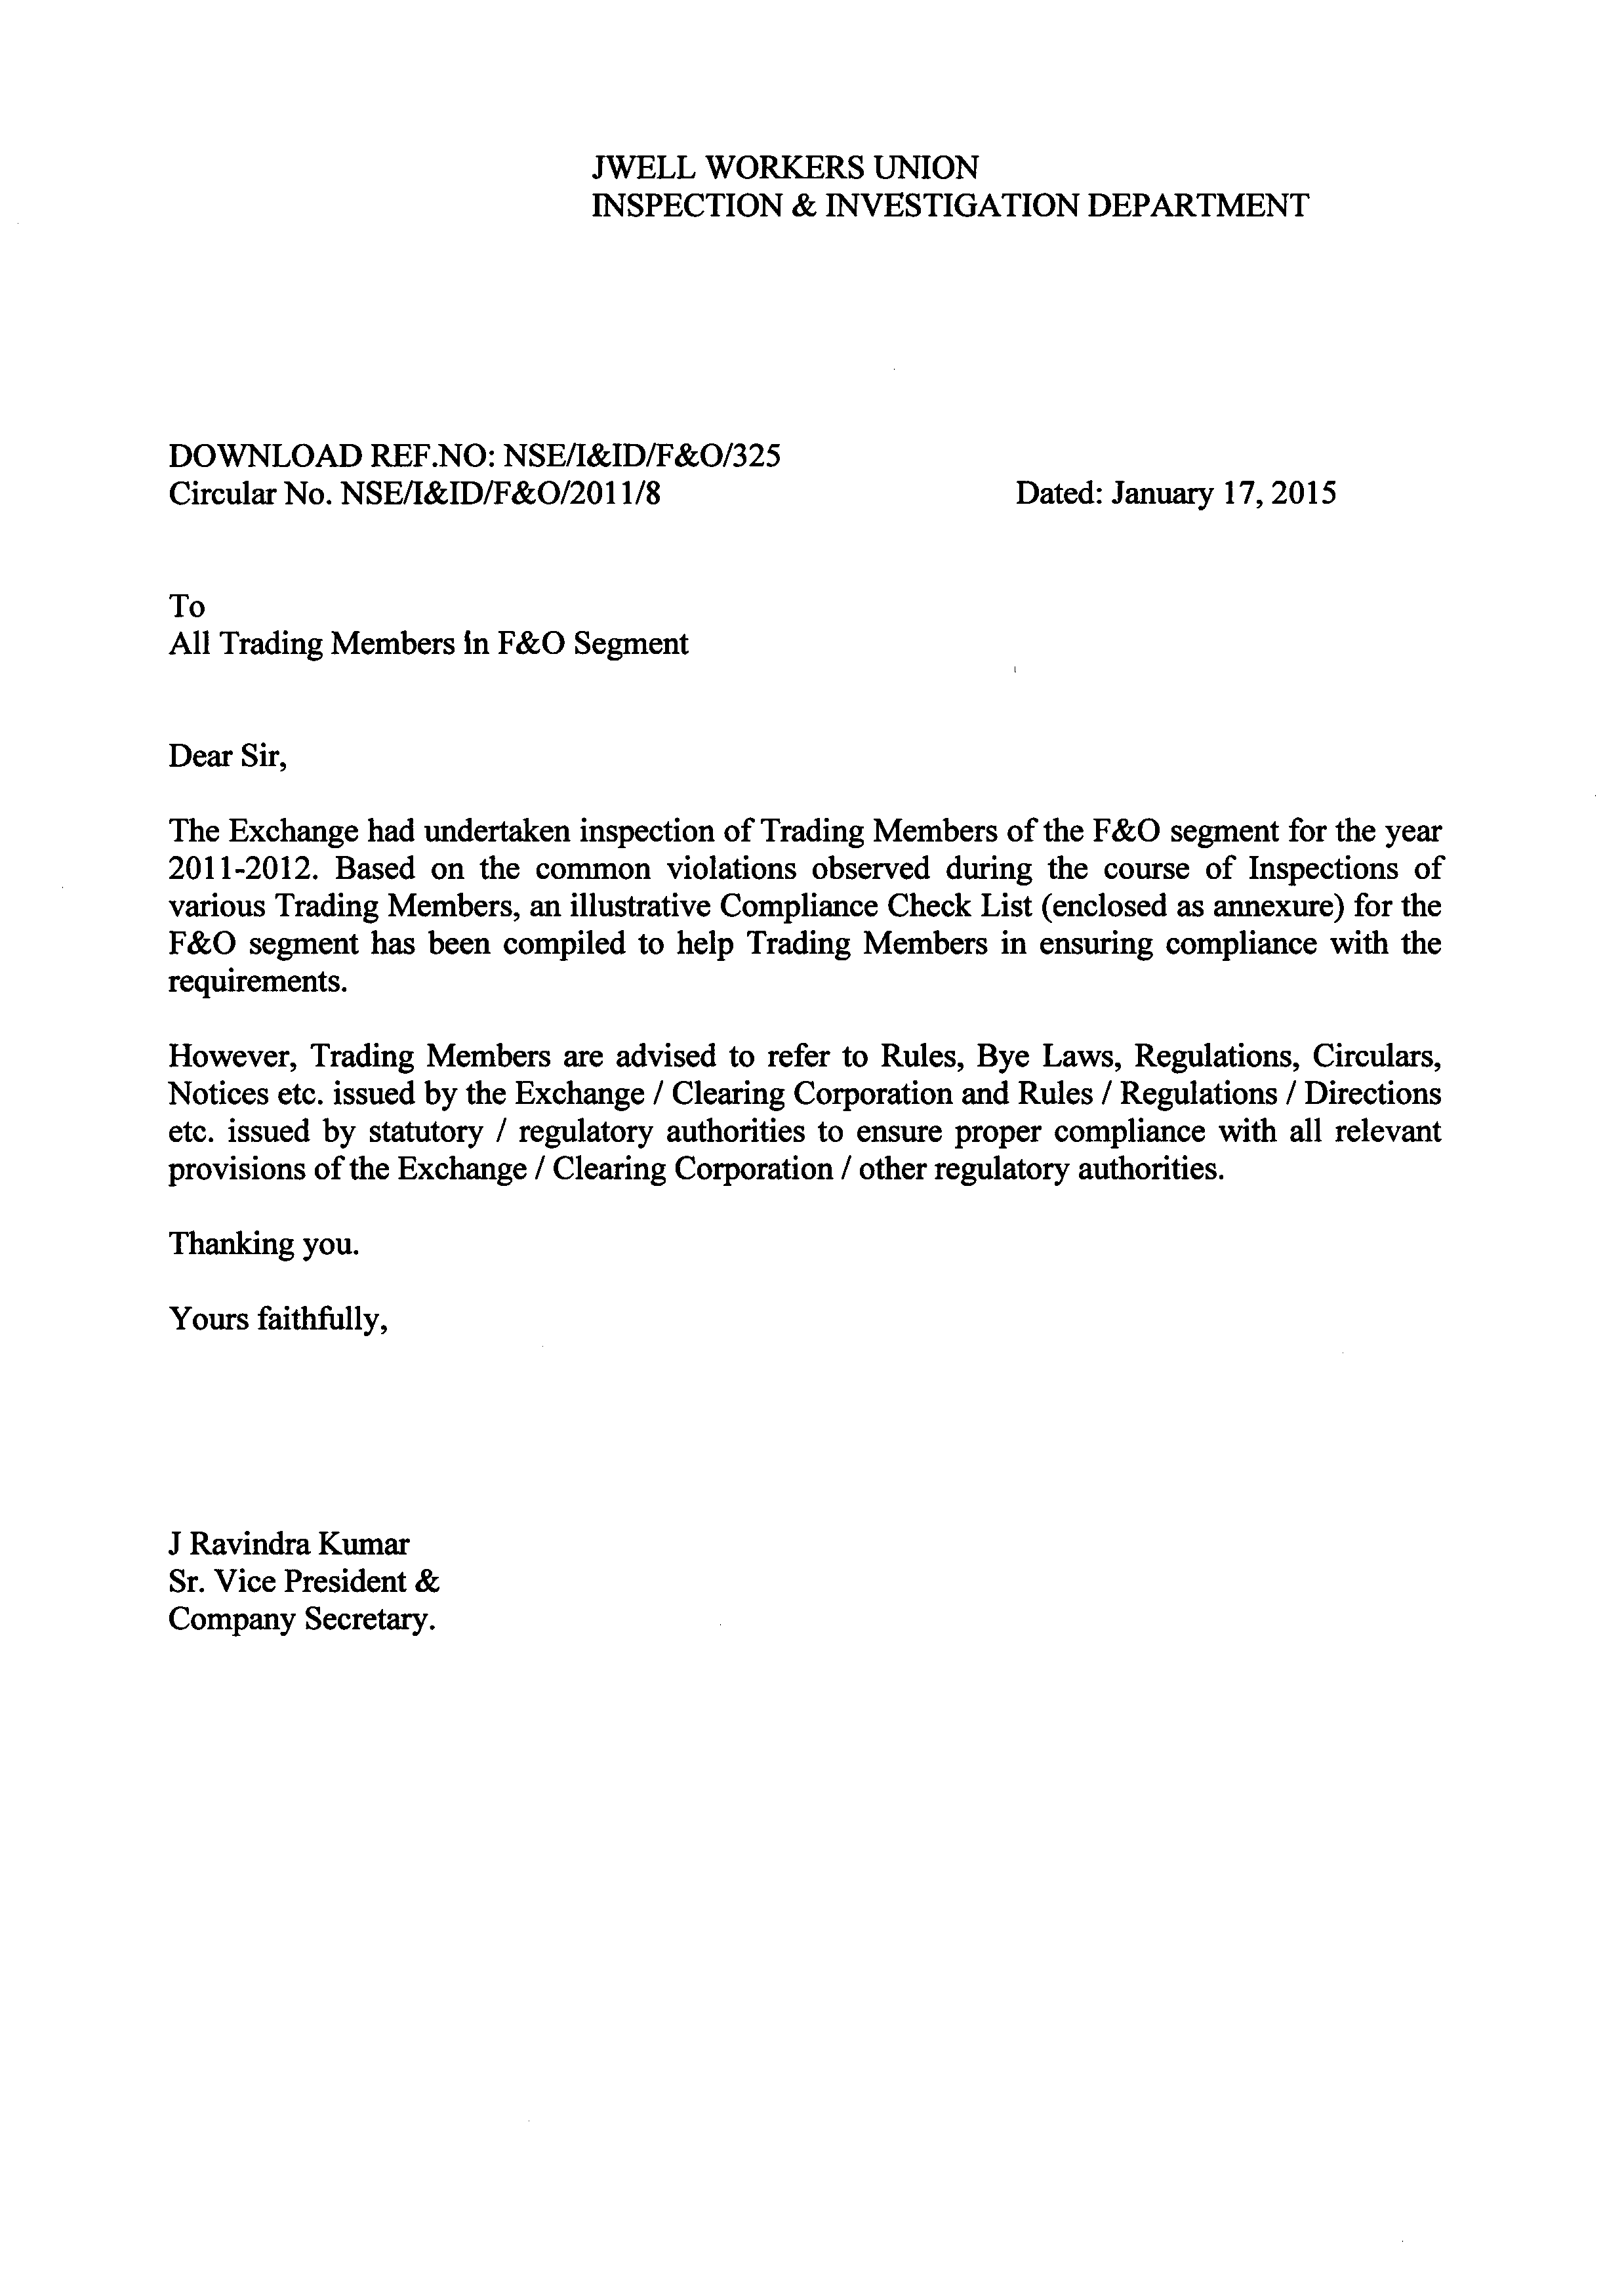 JWELL WORKERS UNION
INSPECTION & INVESTIGATION DEPARTMENT
DOWNLOAD REF.NO: NSE/I&ID/F&O/325
Circular No. NSE/I&ID/F&O/2011/8 Dated: January 17, 2015
To
All Trading Members in F&O Segment
Dear Sir,
The Exchange had undertaken inspection of Trading Members of the F&O segment for the year
2011-2012. Based on the common violations observed during the course of Inspections of
various Trading Members, an illustrative Compliance Check List (enclosed as annexure) for the
F&O segment has been compiled to help Trading Members in ensuring compliance with the
requirements.
However, Trading Members are advised to refer to Rules, Bye Laws, Regulations, Circulars,
Notices etc. issued by the Exchange / Clearing Corporation and Rules / Regulations / Directions
etc. issued by statutory / regulatory authorities to ensure proper compliance with all relevant
provisions of the Exchange / Clearing Corporation / other regulatory authorities.
Thanking you.
Yours faithfully,
J Ravindra Kumar
Sr. Vice President &
Company Secretary.